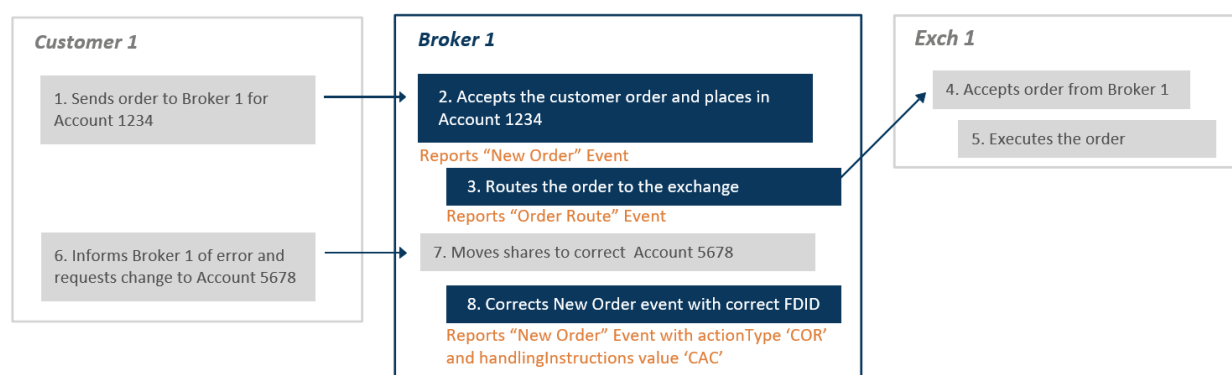 Customer 1
1. Sends order to Broker 1 for
Account 1234
6. Informs Broker 1 of error and
requests change to Account 5678
Broker 1
2. Accepts the customer order and places in
Account 1234
Reports “New Order” Event
3. Routes the order to the exchange
Reports “Order Route” Event
7. Moves shares to correct Account 5678
8. Corrects New Order event with correct FDID
Reports “New Order” Event with actionType ‘COR’
and handlingInstructions value ‘CAC’
Exch 1
4. Accepts order from Broker 1
5. Executes the order